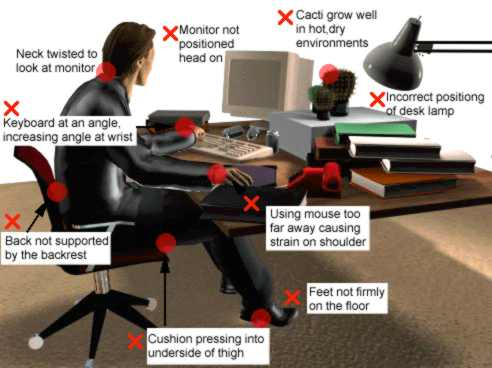 Monitor not
positioned
head on
Cacti grow well
in hot,dry
environments
Neck twisted to
look at monitor
Incorrect positiong
of desk lamp
Keyboard at an angle,
increasing angle at wrist
Using mouse too
far away causing
strain on shoulder
Back not supported
by the backrest
Feet not firmly
on the floor
Cushion pressing into
underside of thigh